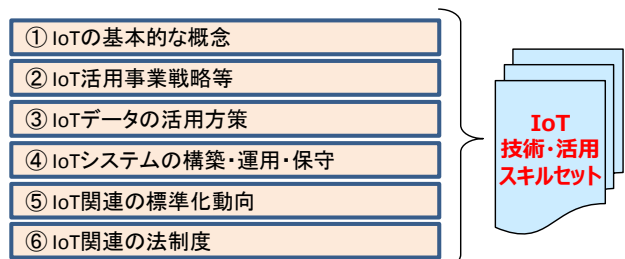 ① IoTの基本的な概念
② IoT活用事業戦略等
③ IoTデータの活用方策
④ IoTシステムの構築・運用・保守
⑤ IoT関連の標準化動向
⑥ IoT関連の法制度
IoT
技術・活用
スキルセット